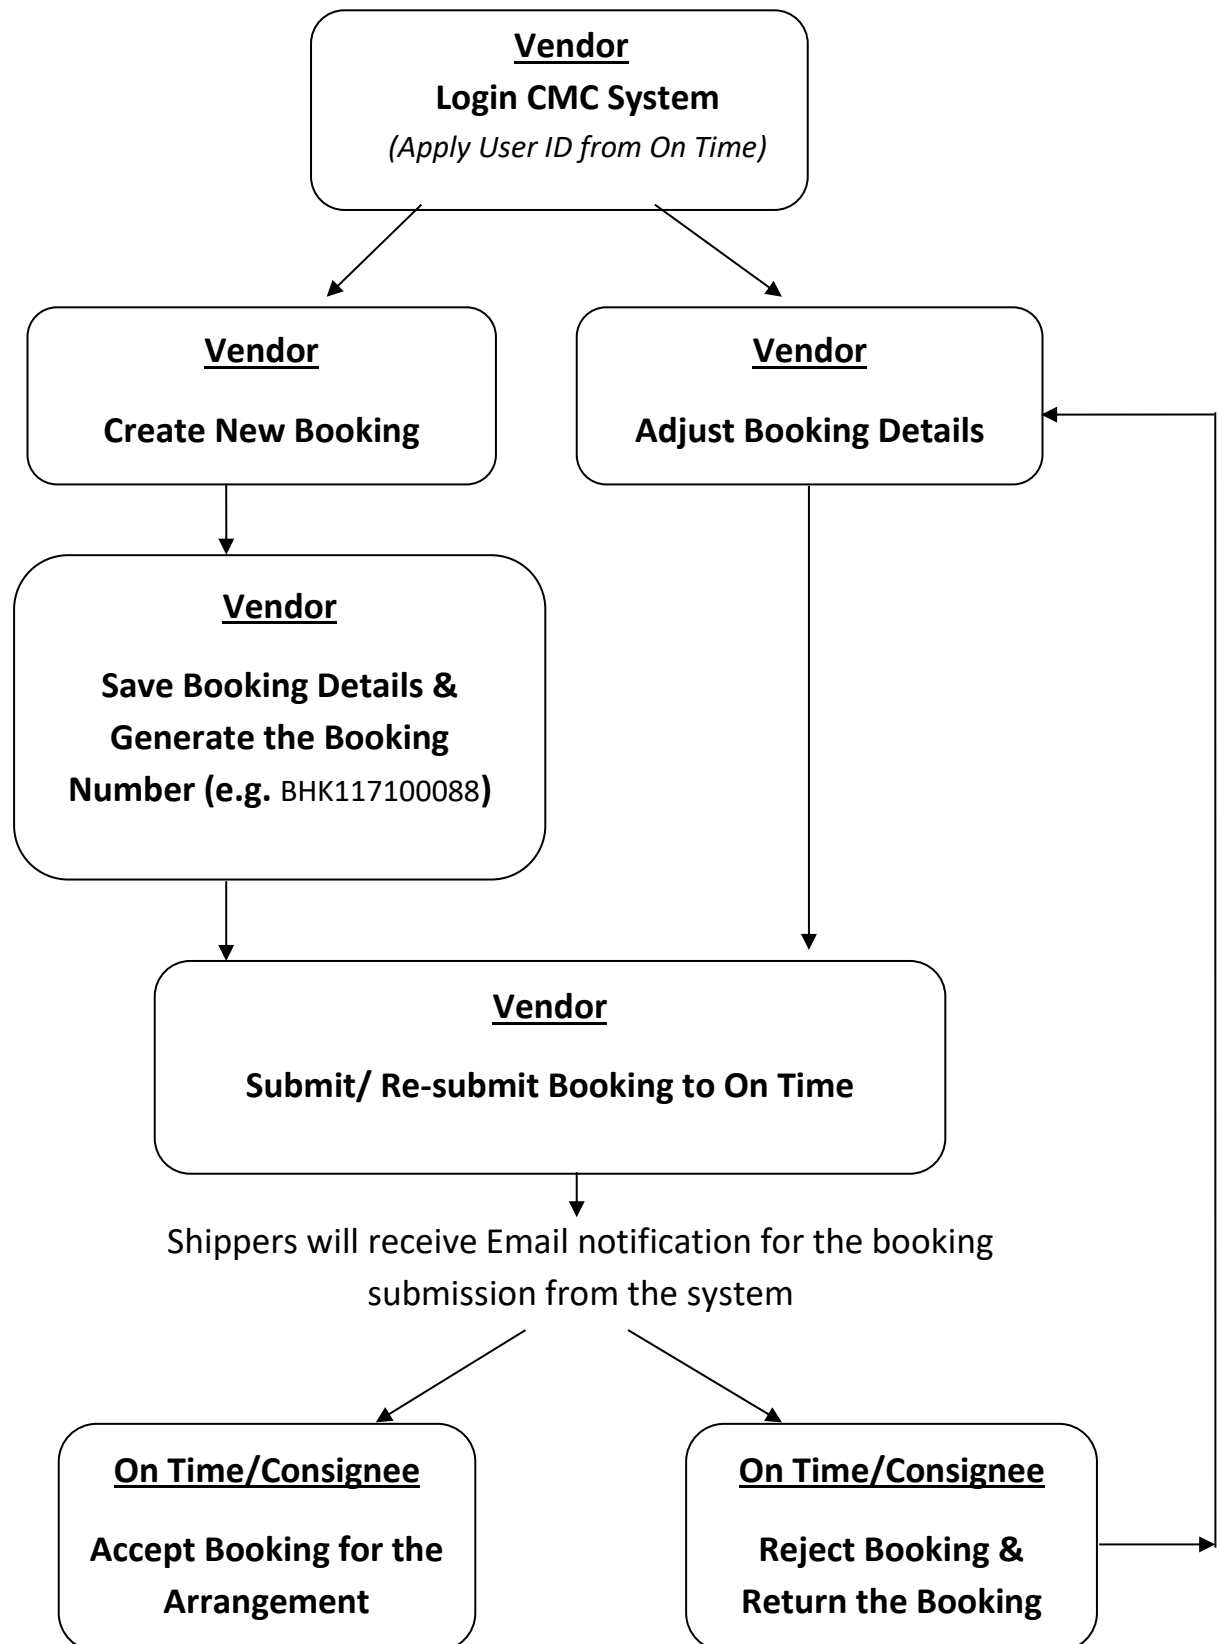 Vendor
Login CMC System
(Apply User ID from On Time)
Vendor
Create New Booking
Vendor
Adjust Booking Details
Vendor
Save Booking Details &
Generate the Booking
Number (e.g. BHK117100088)
Vendor
Submit/ Re-submit Booking to On Time
Shippers will receive Email notification for the booking
submission from the system
On Time/Consignee
Accept Booking for the
Arrangement
On Time/Consignee
Reject Booking &
Return the Booking